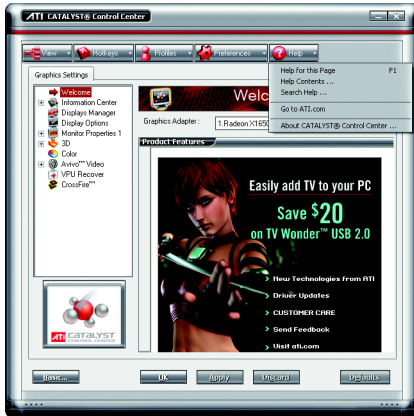 ATI CATALYST® Control Center
View Hotkeys Profiles Preferences Help
Help for this Page F1
Help Contents ...
Search Help ...
Go to ATI.com
About CATALYST® Control Center ...
Graphics Settings
Welcome
Information Center
Displays Manager
Display Options
Monitor Properties 1
3D
Color
Avivo™ Video
VPU Recover
CrossFire™
Welc
Graphics Adapter :
1.Radeon X1650
Product Features
Easily add TV to your PC
Save $20
on TV Wonder™ USB 2.0
New Technologies from ATI
Driver Updates
CUSTOMER CARE
Send Feedback
Visit ati.com
ATI CATALYST
CONTROL CENTER
Basic...
OK Apply Discard Defaults